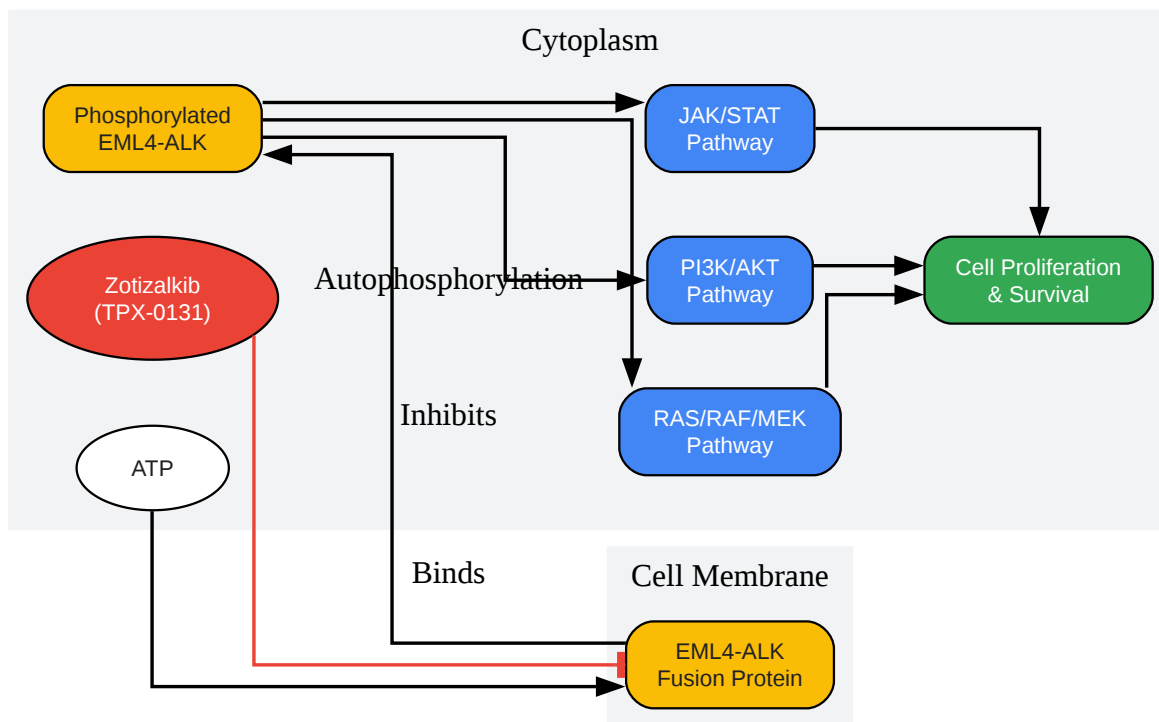 Cytoplasm
Phosphorylated
EML4-ALK
JAK/STAT
Pathway
Zotizalkib
(TPX-0131)
Autophosphorylation
PI3K/AKT
Pathway
Cell Proliferation
& Survival
Inhibits
RAS/RAF/MEK
Pathway
ATP
Binds
Cell Membrane
EML4-ALK
Fusion Protein